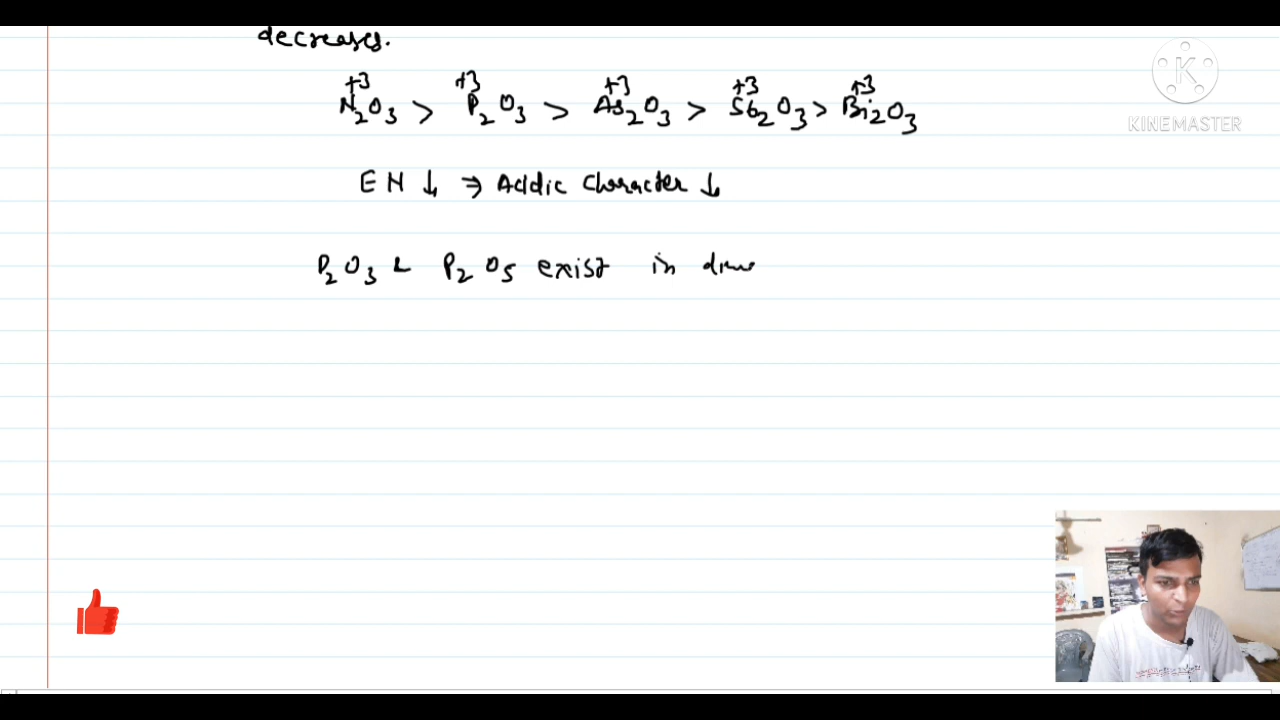 decreases.
+3 +3 +3 +3 +3
N2O3 > P2O3 > As2O3 > Sb2O3 > Bi2O3
EN ↓ ⇒ Acidic Character ↓
P2O3 & P2O5 exist in dime
K
KINEMASTER